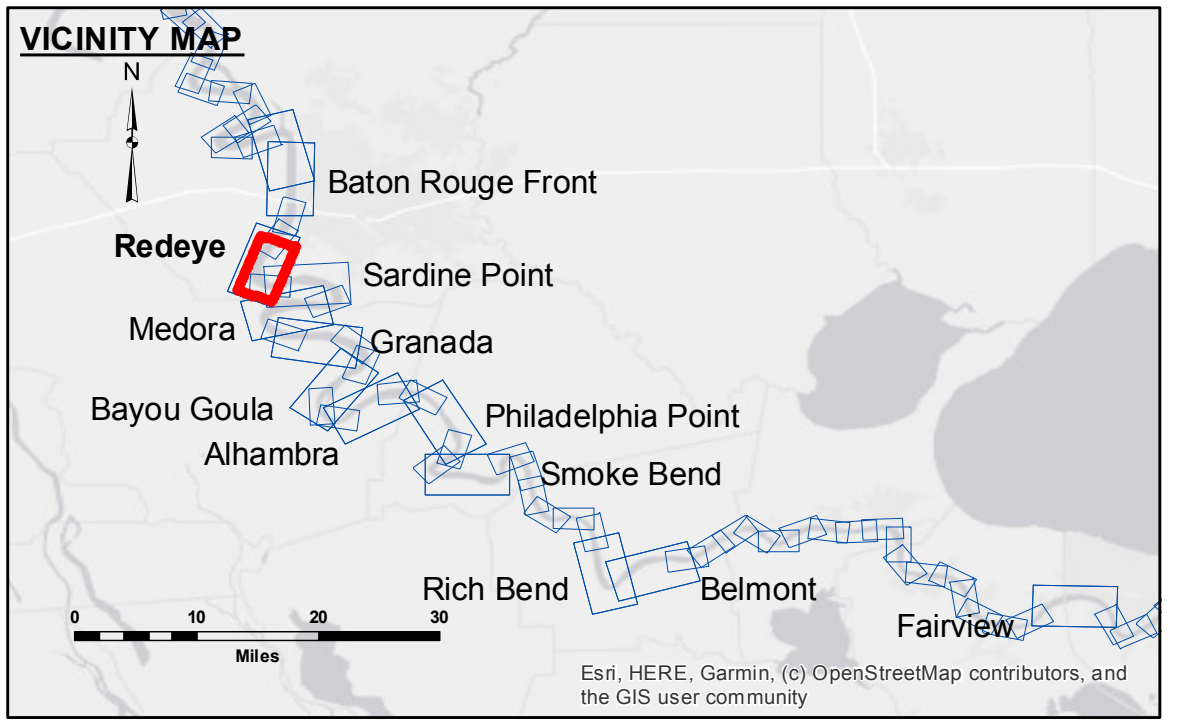 VICINITY MAP
N
Baton Rouge Front
Redeye
Sardine Point
Medora
Granada
Bayou Goula
Philadelphia Point
Alhambra
Smoke Bend
Rich Bend
Belmont
Fairview
0 10 20 30
Miles
Esri, HERE, Garmin, (c) OpenStreetMap contributors, and
the GIS user community